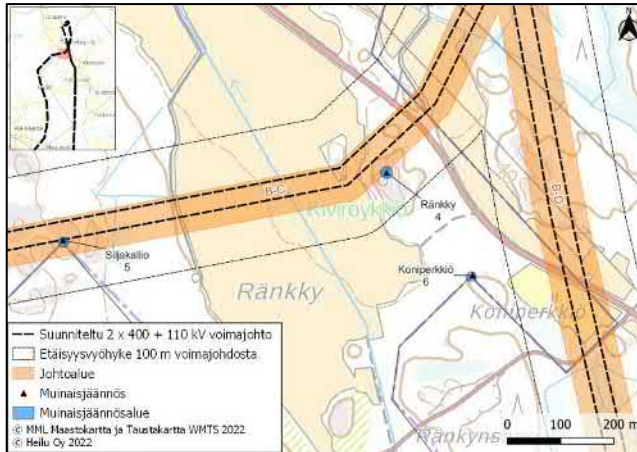 N
B-C
Kiviröykkiö
Ränkky
4
B-D
Siljakallio
5
Koniperkkiö
6
Ränkky
Koniperkkiö
Ränkyns
Suunniteltu 2 x 400 + 110 kV voimajohto
Etäisyysvyöhyke 100 m voimajohdosta
Johtoalue
Muinaisjäännös
Muinaisjäännösalue
© MML Maastokartta ja Taustakartta WMTS 2022
© Heilu Oy 2022
0 100 200 m